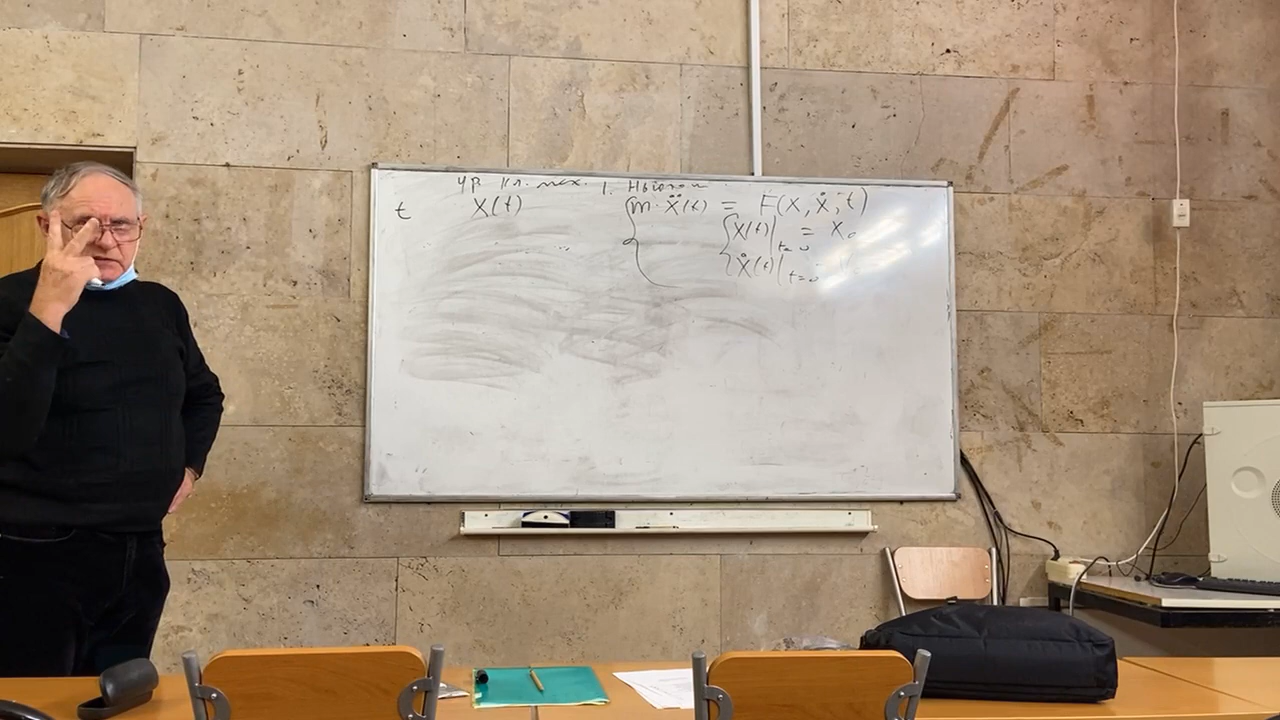 ур. кл. мех. 1. Ньютон
t X(t) { m·Ẍ(t) = F(X, Ẋ, t)
{ X(t)|t=0 = X₀
Ẋ(t)|t=0